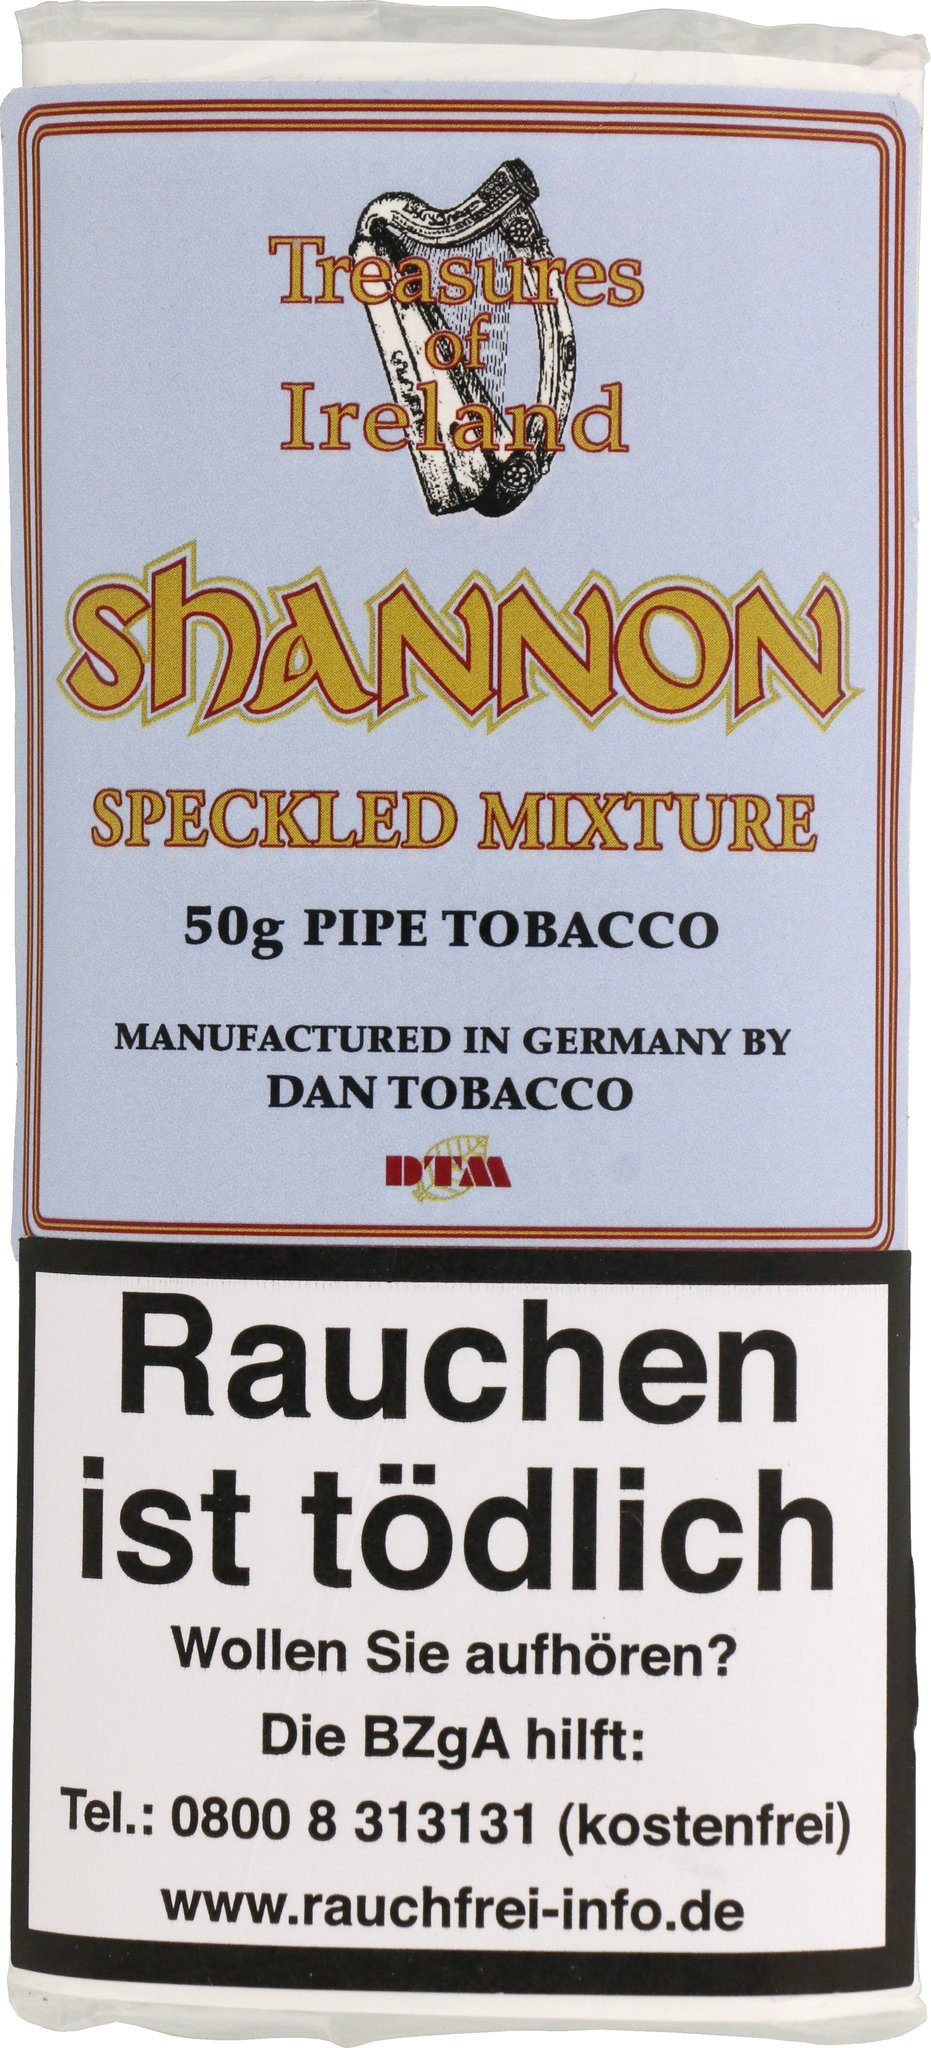 Treasures
of
Ireland
ShANNON
SPECKLED MIXTURE
50g PIPE TOBACCO
MANUFACTURED IN GERMANY BY
DAN TOBACCO
DTM
Rauchen
ist tödlich
Wollen Sie aufhören?
Die BZgA hilft:
Tel.: 0800 8 313131 (kostenfrei)
www.rauchfrei-info.de